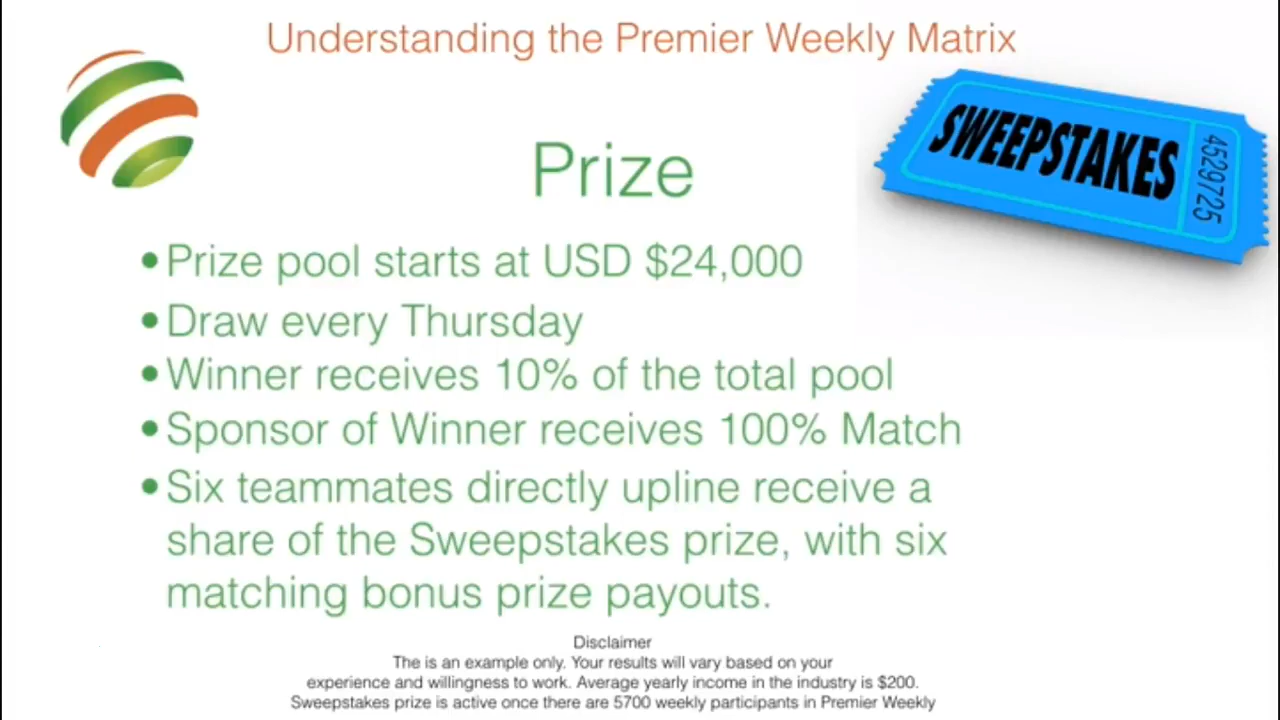 Understanding the Premier Weekly Matrix
SWEEPSTAKES
4529725
Prize
•Prize pool starts at USD $24,000
•Draw every Thursday
•Winner receives 10% of the total pool
•Sponsor of Winner receives 100% Match
•Six teammates directly upline receive a
share of the Sweepstakes prize, with six
matching bonus prize payouts.
Disclaimer
The is an example only. Your results will vary based on your
experience and willingness to work. Average yearly income in the industry is $200.
Sweepstakes prize is active once there are 5700 weekly participants in Premier Weekly